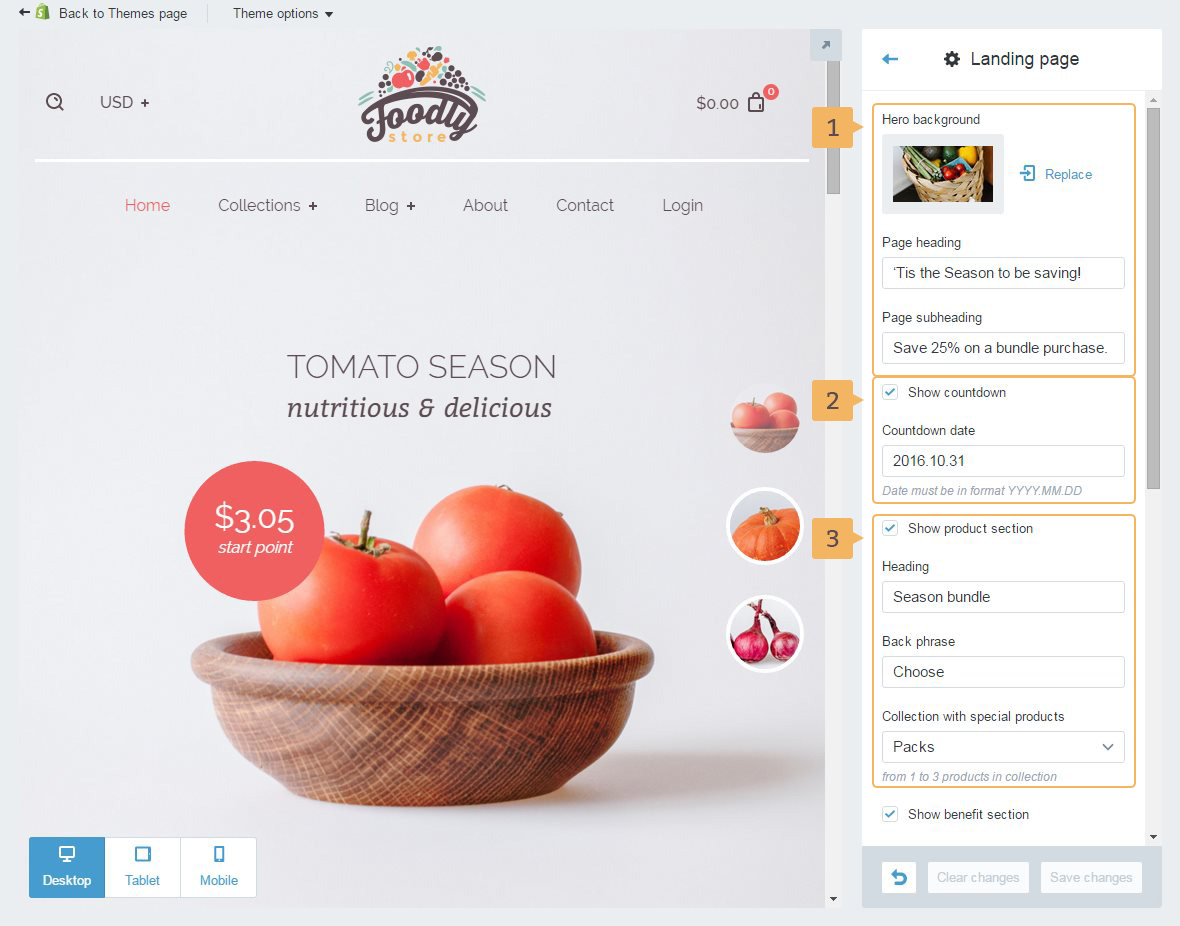 Back to Themes page
Theme options
USD +
Foodly
store
$0.00
0
Home
Collections +
Blog +
About
Contact
Login
TOMATO SEASON
nutritious & delicious
$3.05
start point
Desktop
Tablet
Mobile
Landing page
1
Hero background
Replace
Page heading
‘Tis the Season to be saving!
Page subheading
Save 25% on a bundle purchase.
2
Show countdown
Countdown date
2016.10.31
Date must be in format YYYY.MM.DD
3
Show product section
Heading
Season bundle
Back phrase
Choose
Collection with special products
Packs
from 1 to 3 products in collection
Show benefit section
Clear changes
Save changes